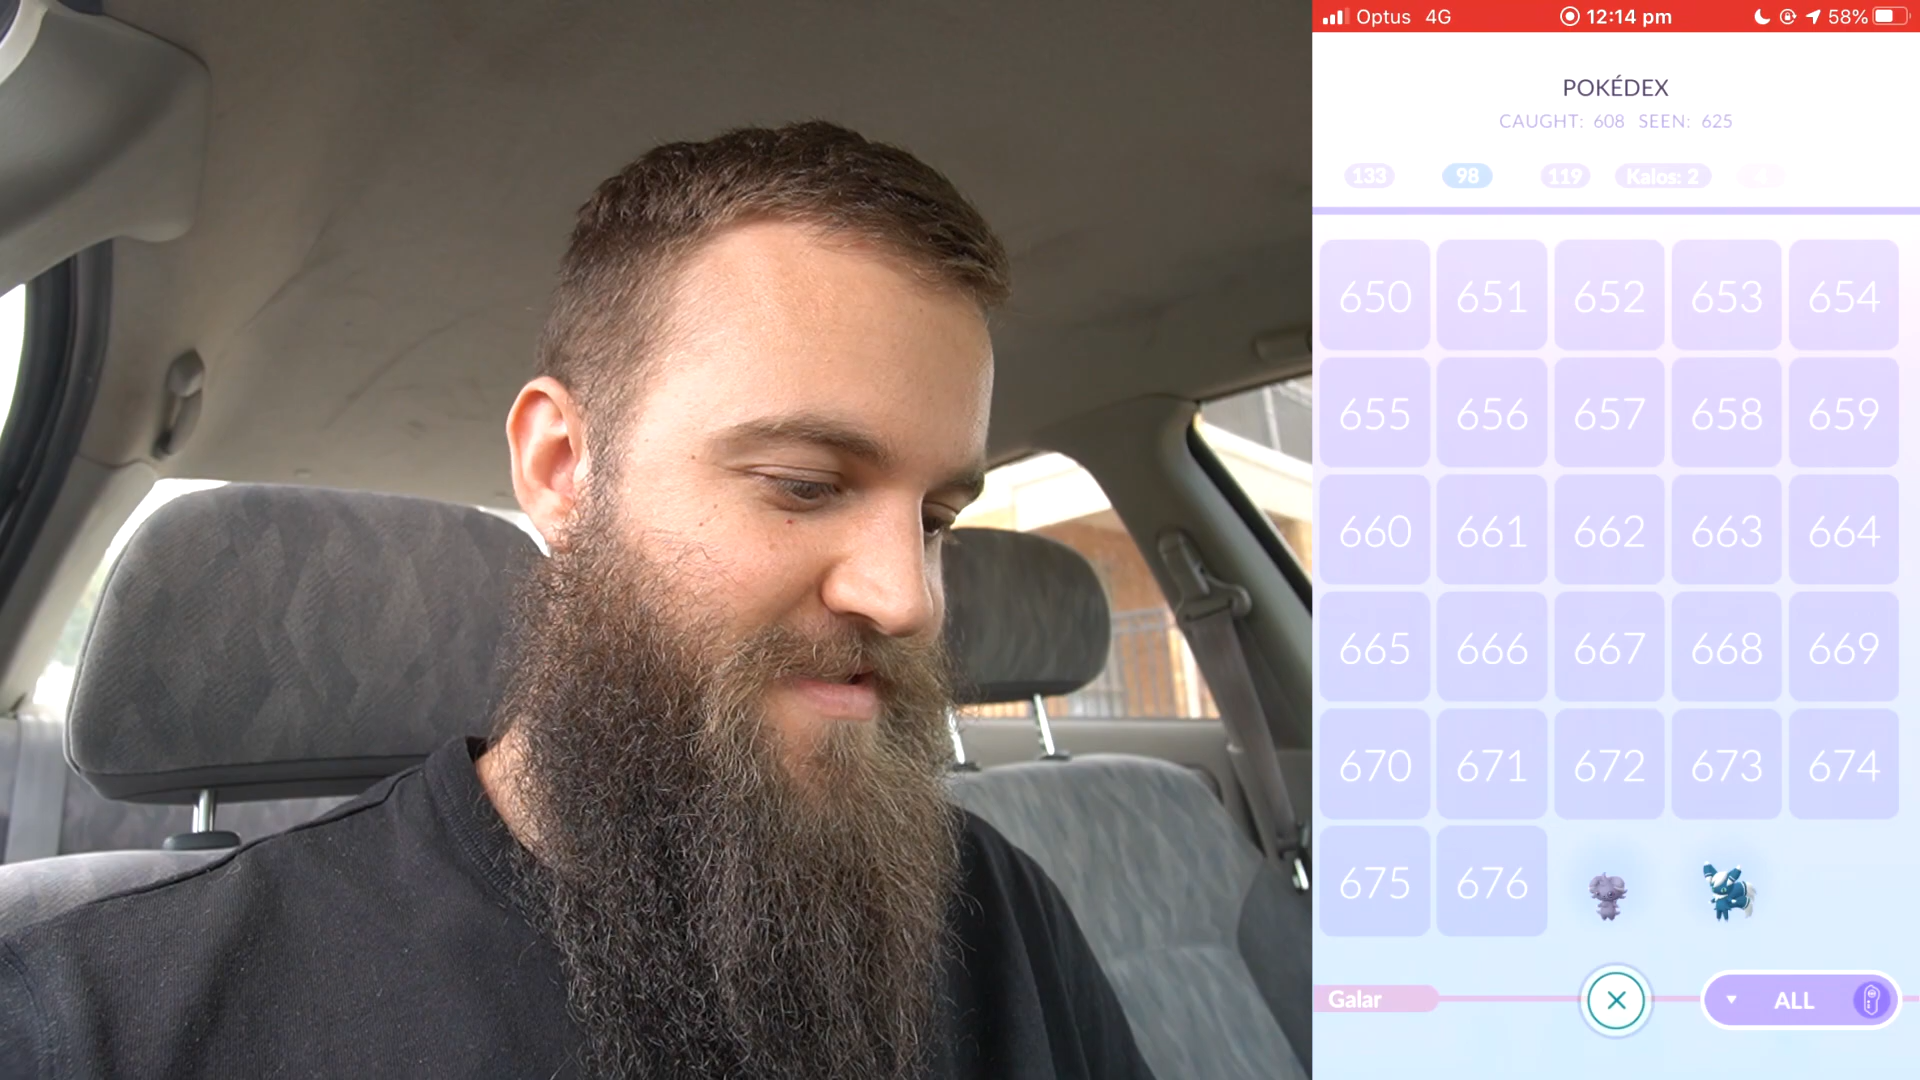 Optus 4G 12:14 pm 58%
POKÉDEX
CAUGHT: 608 SEEN: 625
133 98 119 Kalos: 2
650 651 652 653 654
655 656 657 658 659
660 661 662 663 664
665 666 667 668 669
670 671 672 673 674
675 676
Galar ALL